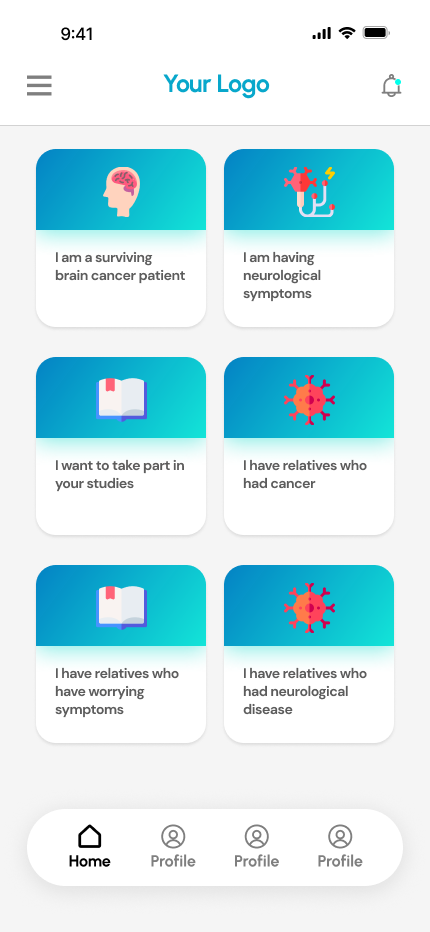 9:41
Your Logo
I am a surviving
brain cancer patient
I am having
neurological
symptoms
I want to take part in
your studies
I have relatives who
had cancer
I have relatives who
have worrying
symptoms
I have relatives who
had neurological
disease
Home
Profile
Profile
Profile